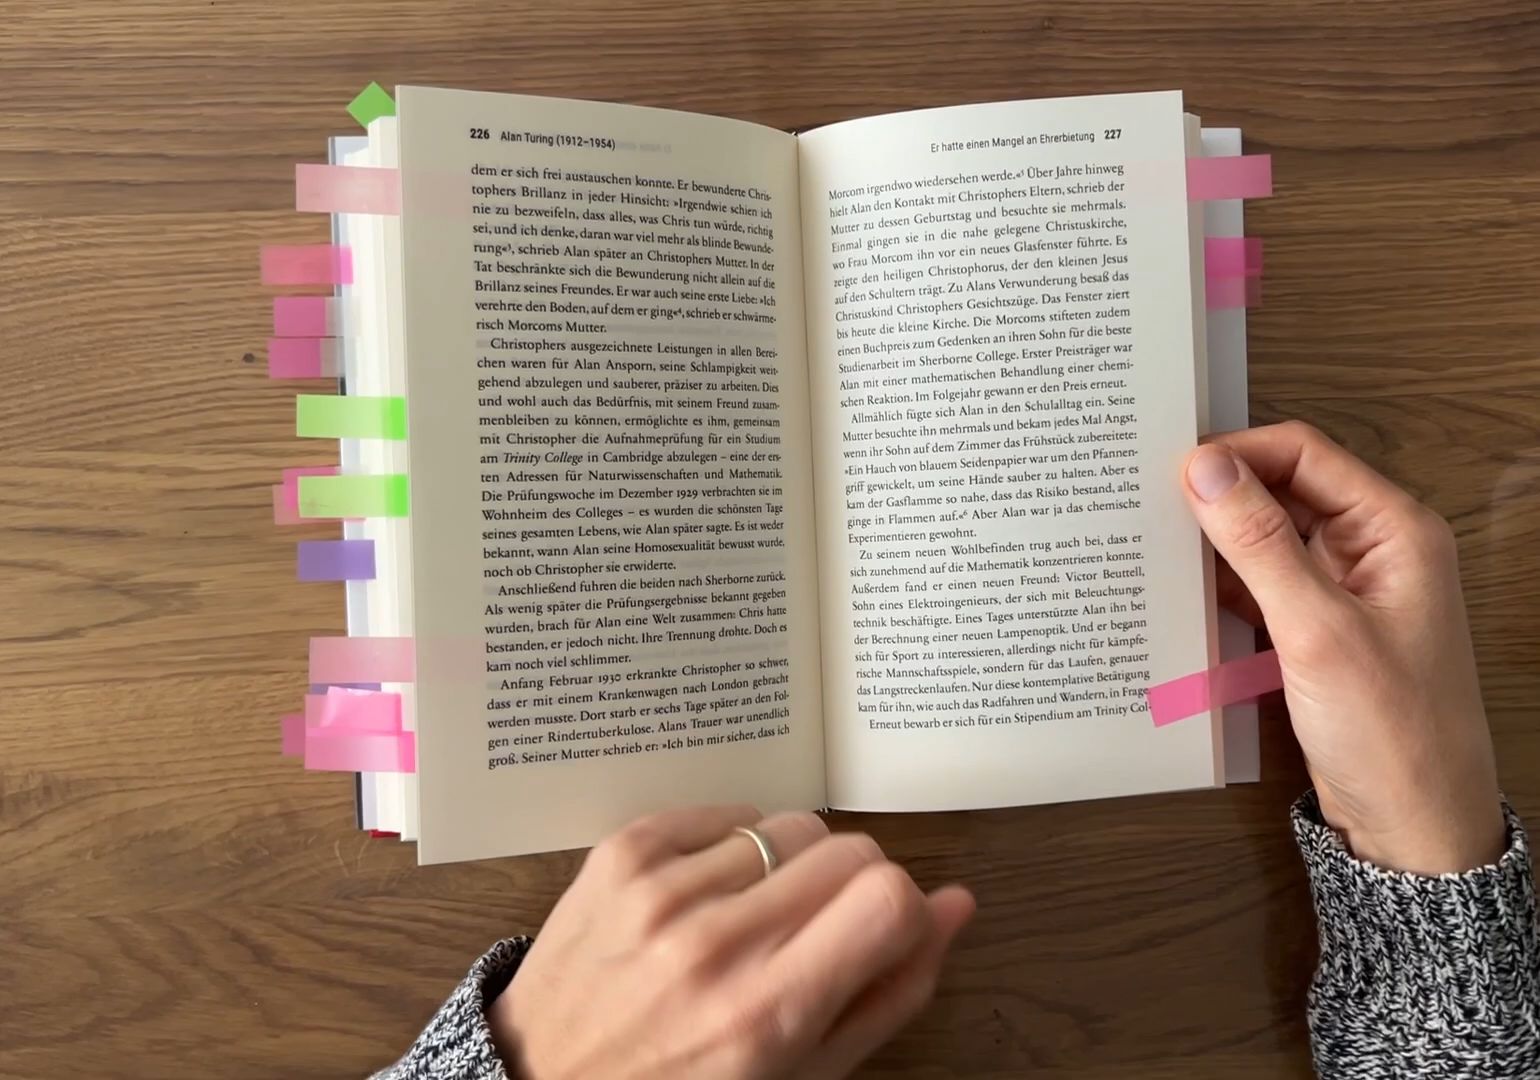 226 Alan Turing (1912–1954)
dem er sich frei austauschen konnte. Er bewunderte Chris-
tophers Brillanz in jeder Hinsicht: »Irgendwie schien ich
nie zu bezweifeln, dass alles, was Chris tun würde, richtig
sei, und ich denke, daran war viel mehr als blinde Bewunde-
rung«³, schrieb Alan später an Christophers Mutter. In der
Tat beschränkte sich die Bewunderung nicht allein auf die
Brillanz seines Freundes. Er war auch seine erste Liebe: »Ich
verehrte den Boden, auf dem er ging«⁴, schrieb er schwärme-
risch Morcoms Mutter.
Christophers ausgezeichnete Leistungen in allen Berei-
chen waren für Alan Ansporn, seine Schlampigkeit weit-
gehend abzulegen und sauberer, präziser zu arbeiten. Dies
und wohl auch das Bedürfnis, mit seinem Freund zusam-
menbleiben zu können, ermöglichte es ihm, gemeinsam
mit Christopher die Aufnahmeprüfung für ein Studium
am Trinity College in Cambridge abzulegen – eine der ers-
ten Adressen für Naturwissenschaften und Mathematik.
Die Prüfungswoche im Dezember 1929 verbrachten sie im
Wohnheim des Colleges – es wurden die schönsten Tage
seines gesamten Lebens, wie Alan später sagte. Es ist weder
bekannt, wann Alan seine Homosexualität bewusst wurde,
noch ob Christopher sie erwiderte.
Anschließend fuhren die beiden nach Sherborne zurück.
Als wenig später die Prüfungsergebnisse bekannt gegeben
wurden, brach für Alan eine Welt zusammen: Chris hatte
bestanden, er jedoch nicht. Ihre Trennung drohte. Doch es
kam noch viel schlimmer.
Anfang Februar 1930 erkrankte Christopher so schwer,
dass er mit einem Krankenwagen nach London gebracht
werden musste. Dort starb er sechs Tage später an den Fol-
gen einer Rindertuberkulose. Alans Trauer war unendlich
groß. Seiner Mutter schrieb er: »Ich bin mir sicher, dass ich
Er hatte einen Mangel an Ehrerbietung 227
Morcom irgendwo wiedersehen werde.«⁵ Über Jahre hinweg
hielt Alan den Kontakt mit Christophers Eltern, schrieb der
Mutter zu dessen Geburtstag und besuchte sie mehrmals.
Einmal gingen sie in die nahe gelegene Christuskirche,
wo Frau Morcom ihn vor ein neues Glasfenster führte. Es
zeigte den heiligen Christophorus, der den kleinen Jesus
auf den Schultern trägt. Zu Alans Verwunderung besaß das
Christuskind Christophers Gesichtszüge. Das Fenster ziert
bis heute die kleine Kirche. Die Morcoms stifteten zudem
einen Buchpreis zum Gedenken an ihren Sohn für die beste
Studienarbeit im Sherborne College. Erster Preisträger war
Alan mit einer mathematischen Behandlung einer chemi-
schen Reaktion. Im Folgejahr gewann er den Preis erneut.
Allmählich fügte sich Alan in den Schulalltag ein. Seine
Mutter besuchte ihn mehrmals und bekam jedes Mal Angst,
wenn ihr Sohn auf dem Zimmer das Frühstück zubereitete:
»Ein Hauch von blauem Seidenpapier war um den Pfannen-
griff gewickelt, um seine Hände sauber zu halten. Aber es
kam der Gasflamme so nahe, dass das Risiko bestand, alles
ginge in Flammen auf.«⁶ Aber Alan war ja das chemische
Experimentieren gewohnt.
Zu seinem neuen Wohlbefinden trug auch bei, dass er
sich zunehmend auf die Mathematik konzentrieren konnte.
Außerdem fand er einen neuen Freund: Victor Beuttell,
Sohn eines Elektroingenieurs, der sich mit Beleuchtungs-
technik beschäftigte. Eines Tages unterstützte Alan ihn bei
der Berechnung einer neuen Lampenoptik. Und er begann
sich für Sport zu interessieren, allerdings nicht für kämpfe-
rische Mannschaftsspiele, sondern für das Laufen, genauer
das Langstreckenlaufen. Nur diese kontemplative Betätigung
kam für ihn, wie auch das Radfahren und Wandern, in Frage.
Erneut bewarb er sich für ein Stipendium am Trinity Col-